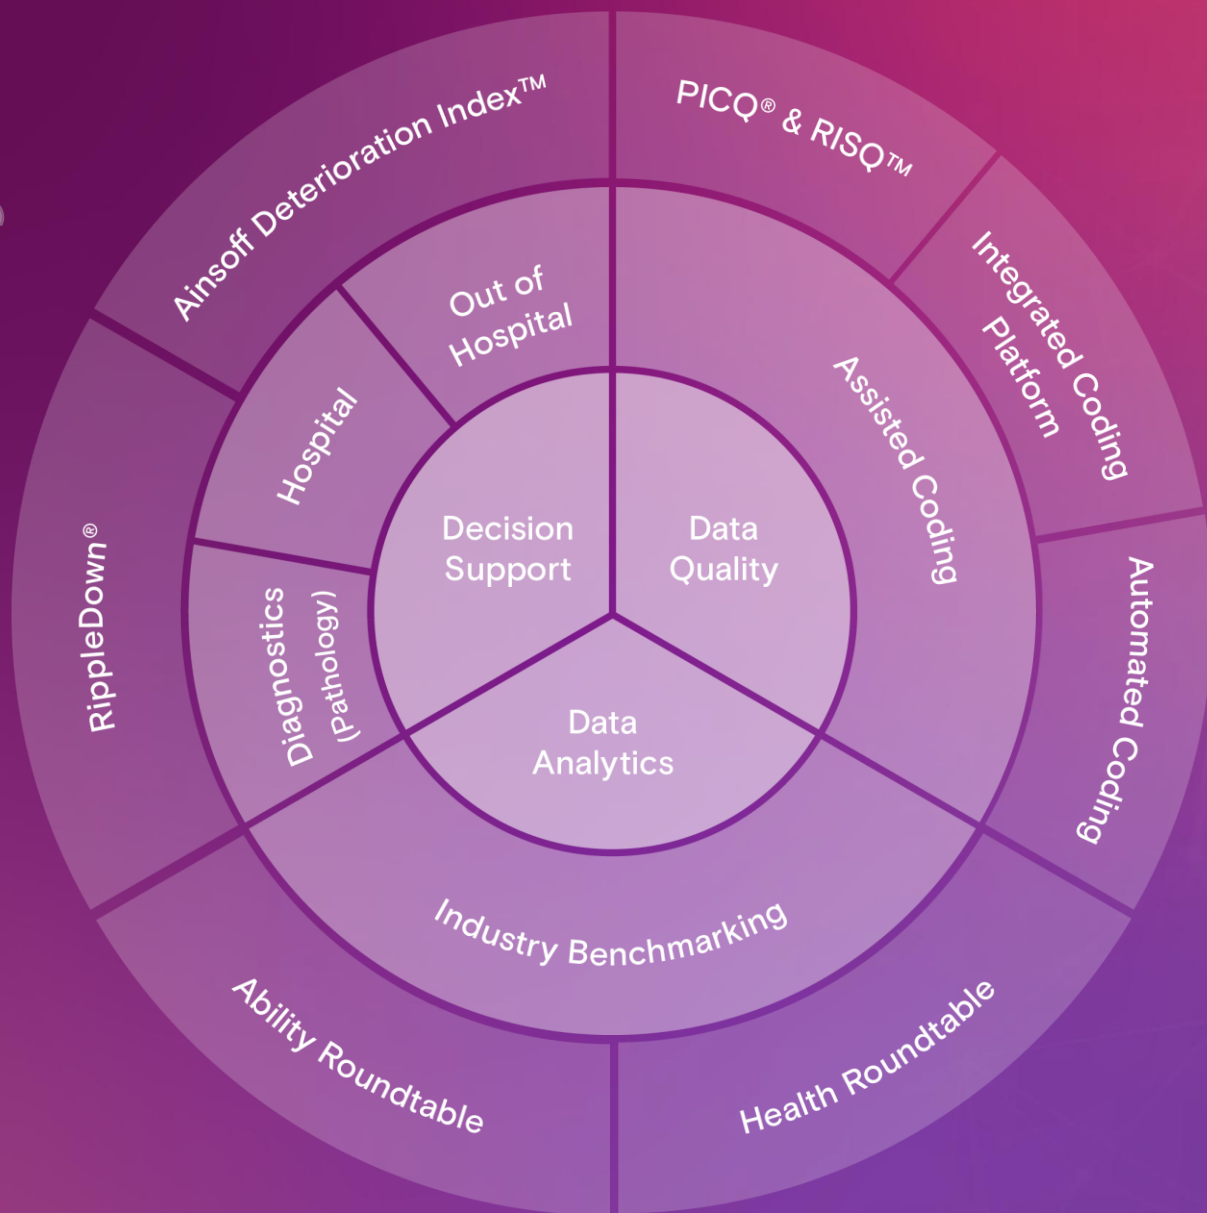 Ainsoff Deterioration Index™
PICQ® & RISQ™
Integrated Coding
Platform
Automated Coding
Health Roundtable
Ability Roundtable
RippleDown®
Out of
Hospital
Hospital
Diagnostics
(Pathology)
Assisted Coding
Industry Benchmarking
Decision
Support
Data
Quality
Data
Analytics